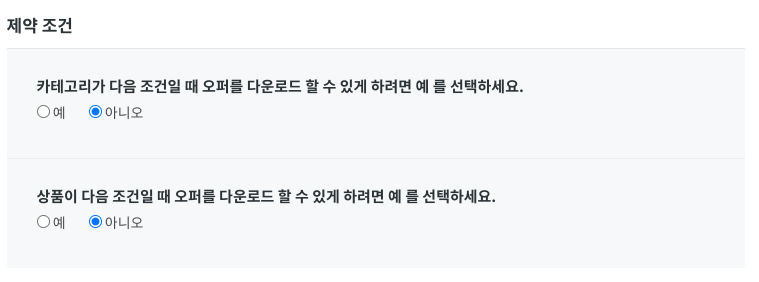 제약 조건
카테고리가 다음 조건일 때 오퍼를 다운로드 할 수 있게 하려면 예 를 선택하세요.
예 아니오
상품이 다음 조건일 때 오퍼를 다운로드 할 수 있게 하려면 예 를 선택하세요.
예 아니오